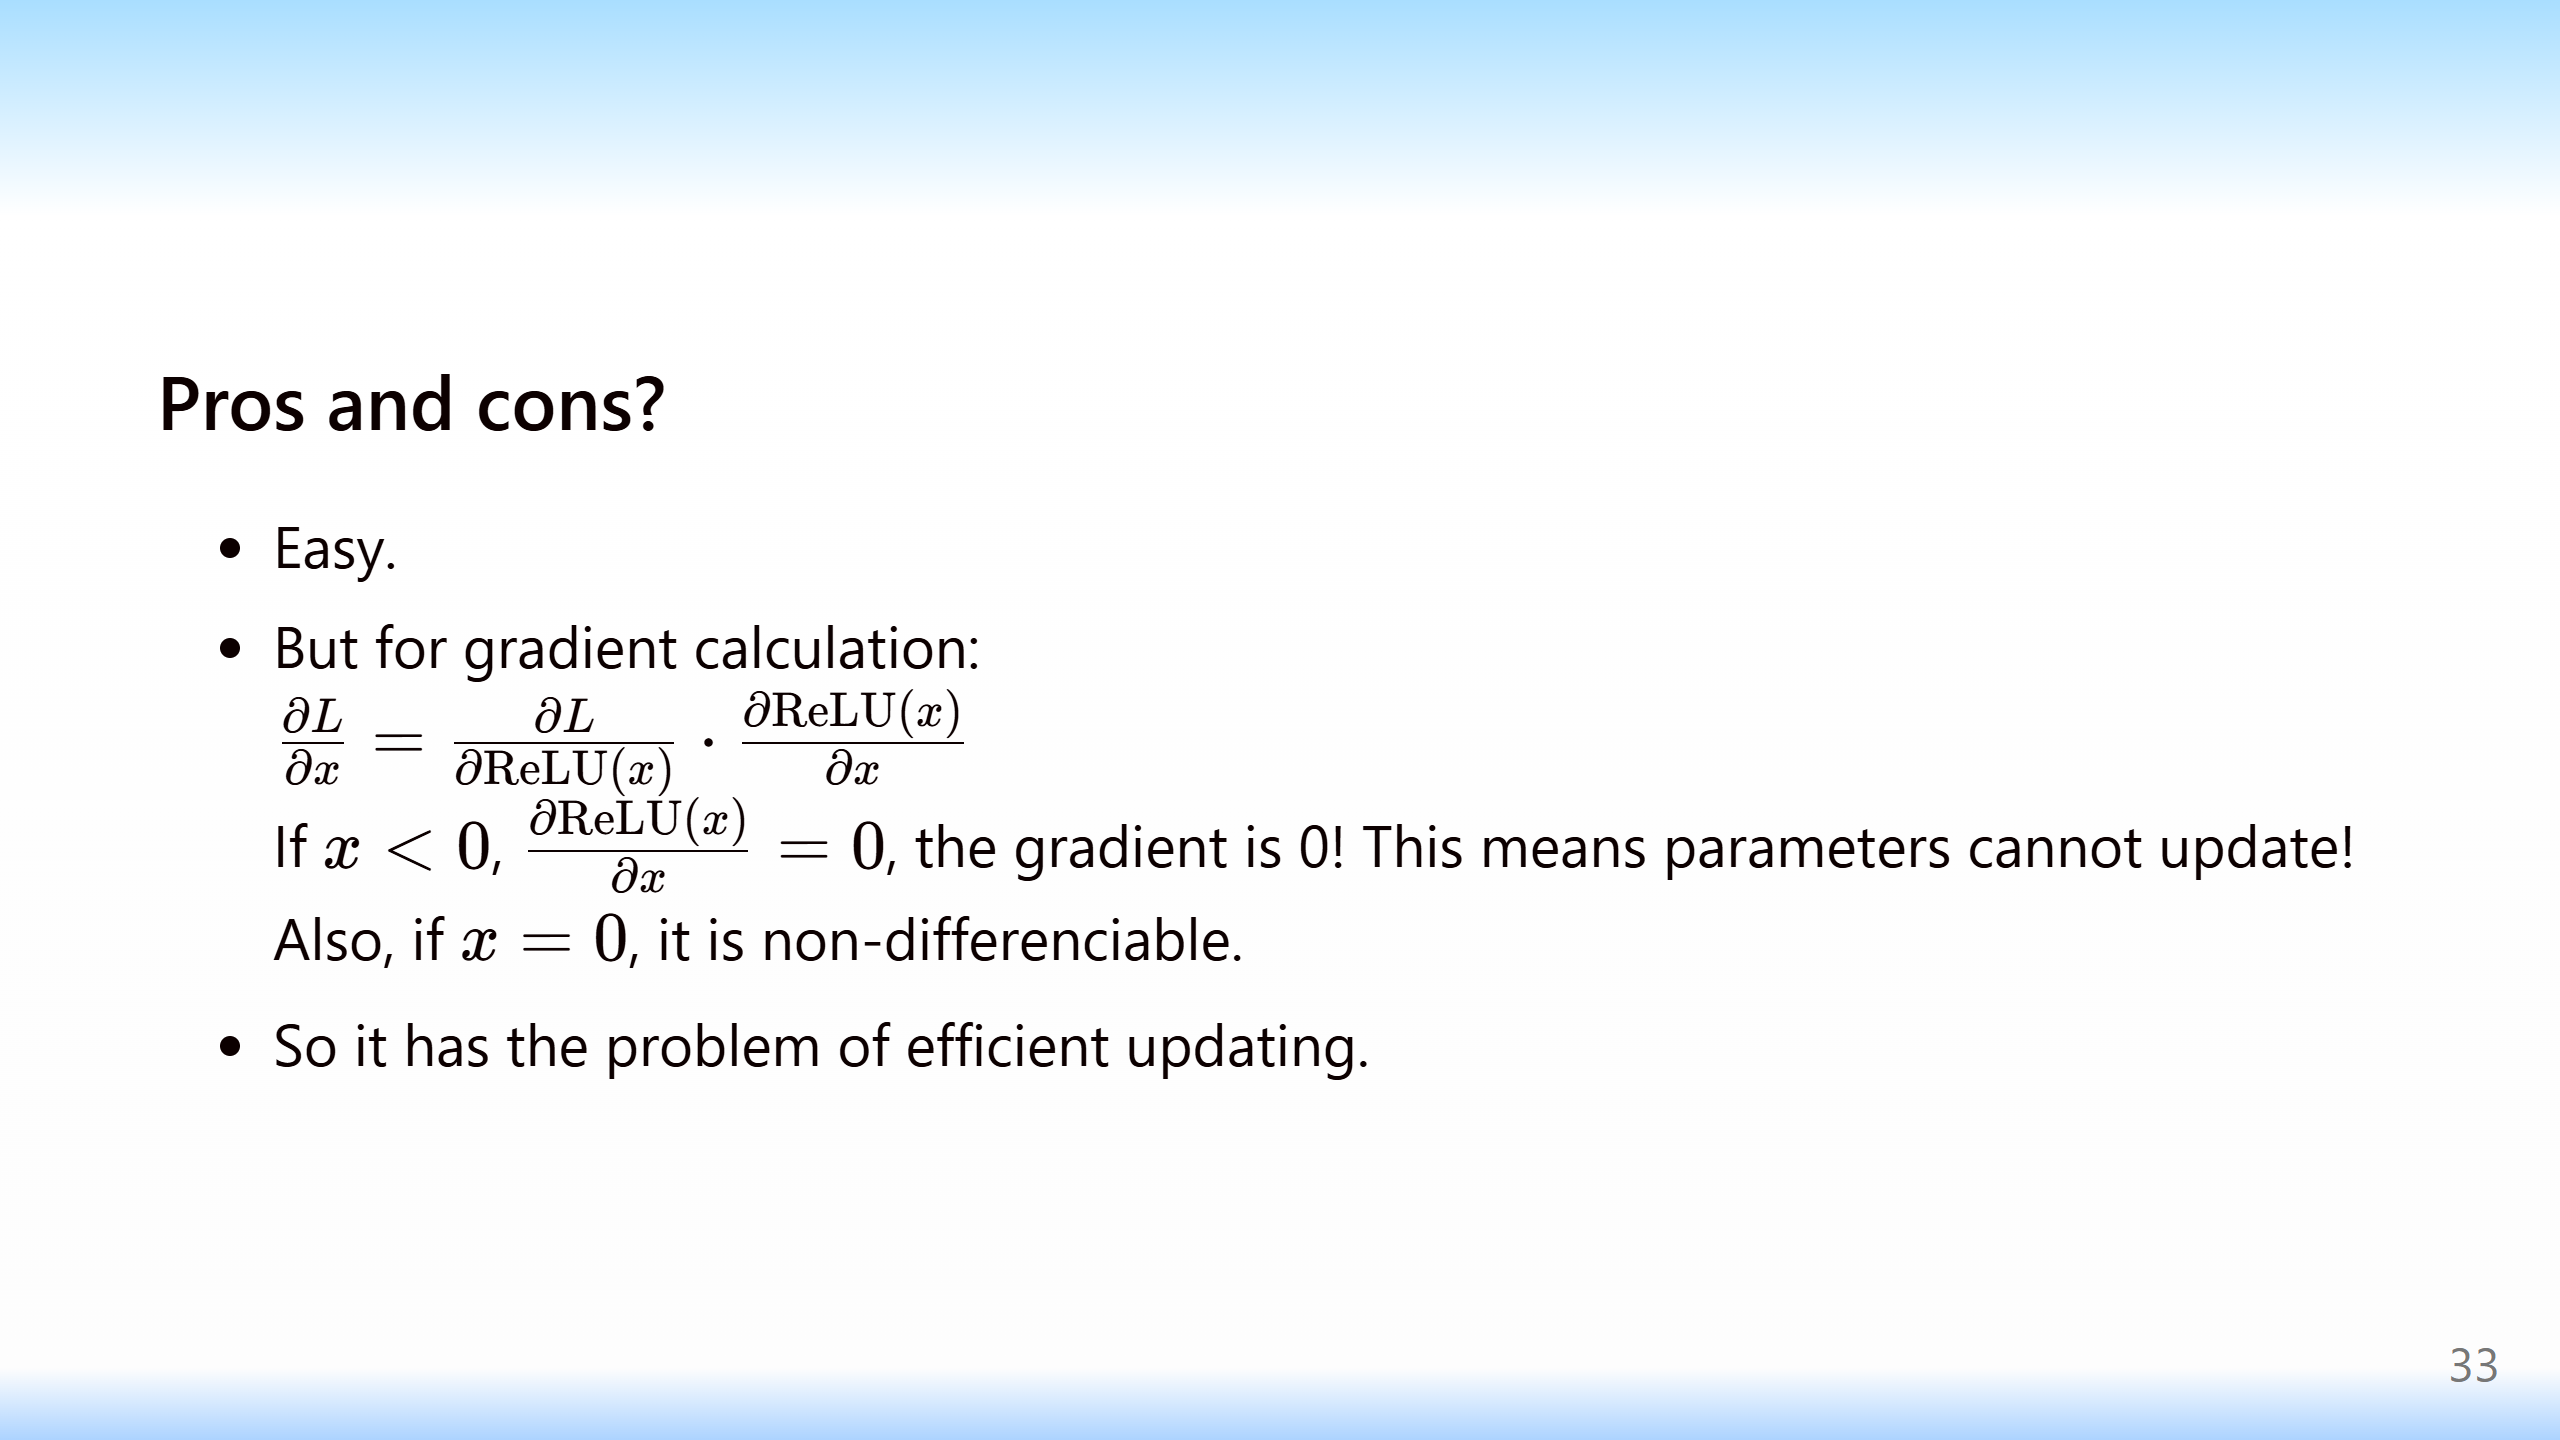 Pros and cons?
• Easy.
• But for gradient calculation:
∂L/∂x = ∂L/∂ReLU(x) · ∂ReLU(x)/∂x
If x < 0, ∂ReLU(x)/∂x = 0, the gradient is 0! This means parameters cannot update!
Also, if x = 0, it is non-differenciable.
• So it has the problem of efficient updating.
33